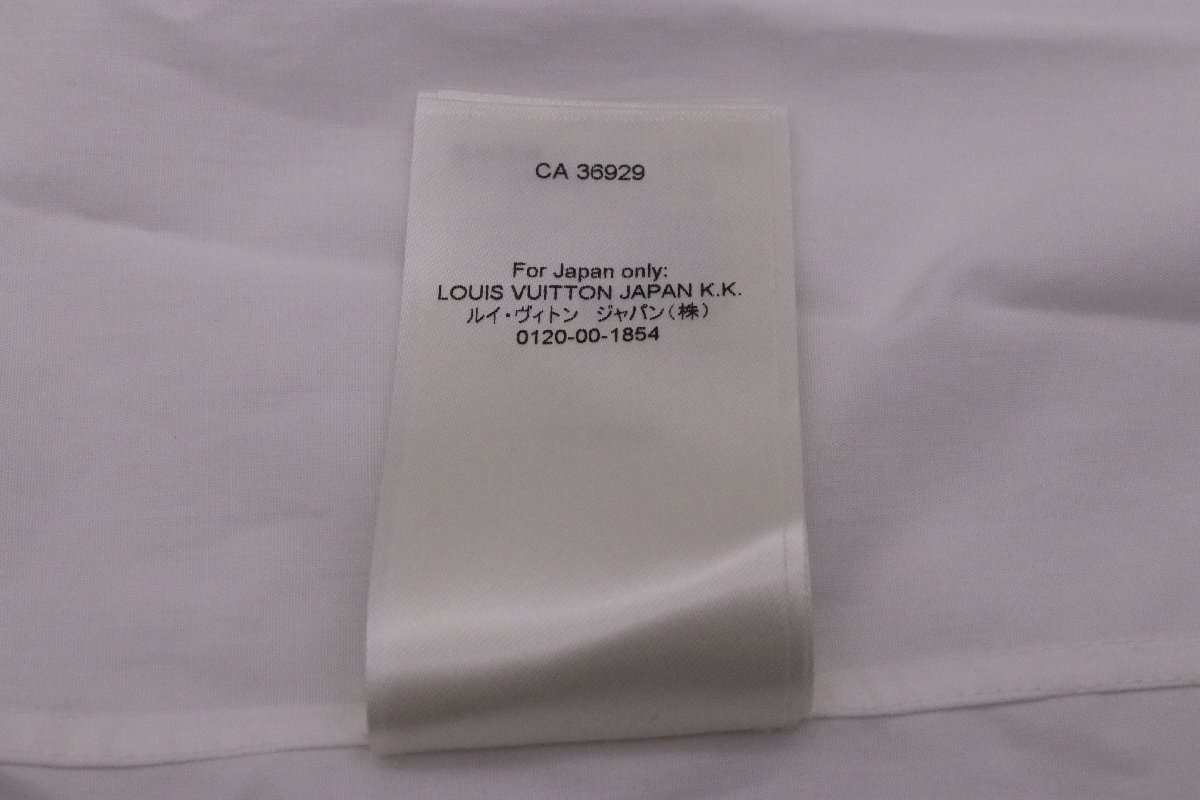 CA 36929
For Japan only:
LOUIS VUITTON JAPAN K.K.
ルイ・ヴィトン　ジャパン(株)
0120-00-1854